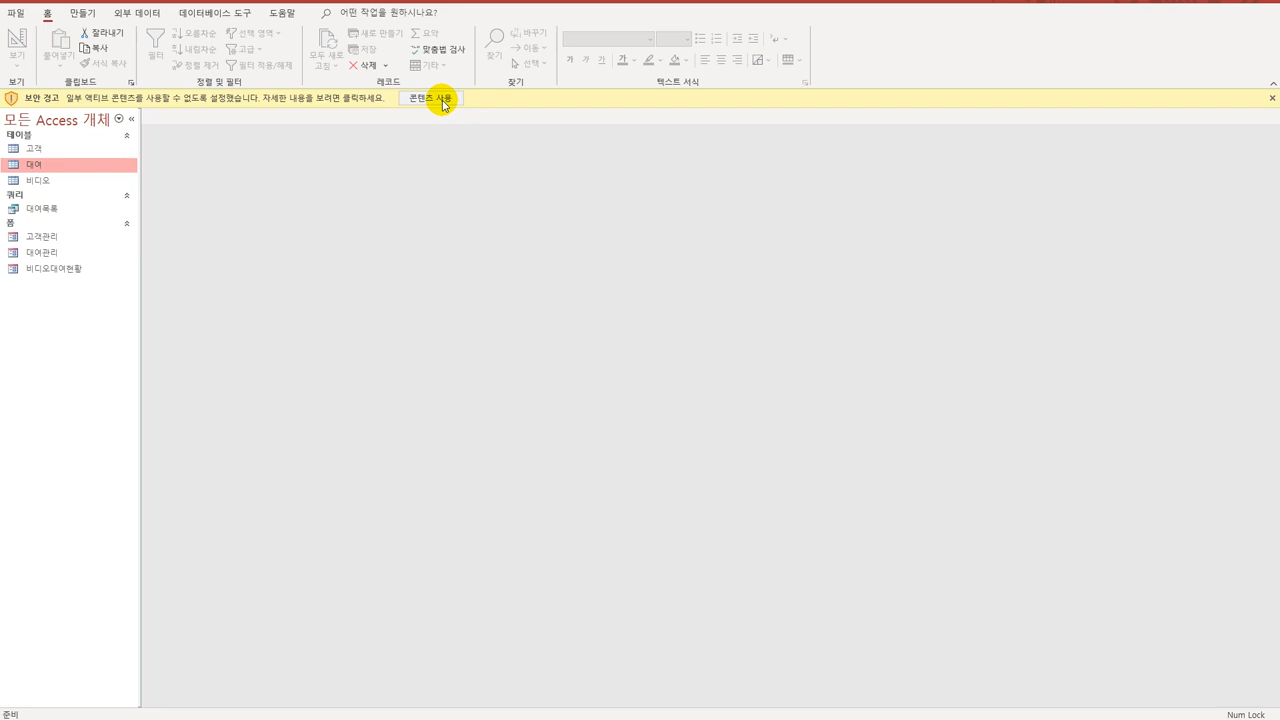 파일 홈 만들기 외부 데이터 데이터베이스 도구 도움말 어떤 작업을 원하시나요?
보기
보기
붙여넣기
잘라내기
복사
서식 복사
클립보드
필터
오름차순
내림차순
정렬 제거
선택 영역
고급
필터 적용/해제
정렬 및 필터
모두 새로
고침
새로 만들기
저장
삭제
요약
맞춤법 검사
기타
레코드
찾기
바꾸기
이동
선택
찾기
가 가 가 가
텍스트 서식
보안 경고 일부 액티브 콘텐츠를 사용할 수 없도록 설정했습니다. 자세한 내용을 보려면 클릭하세요. 콘텐츠 사용
모든 Access 개체
테이블
고객
대여
비디오
쿼리
대여목록
폼
고객관리
대여관리
비디오대여현황
준비
Num Lock